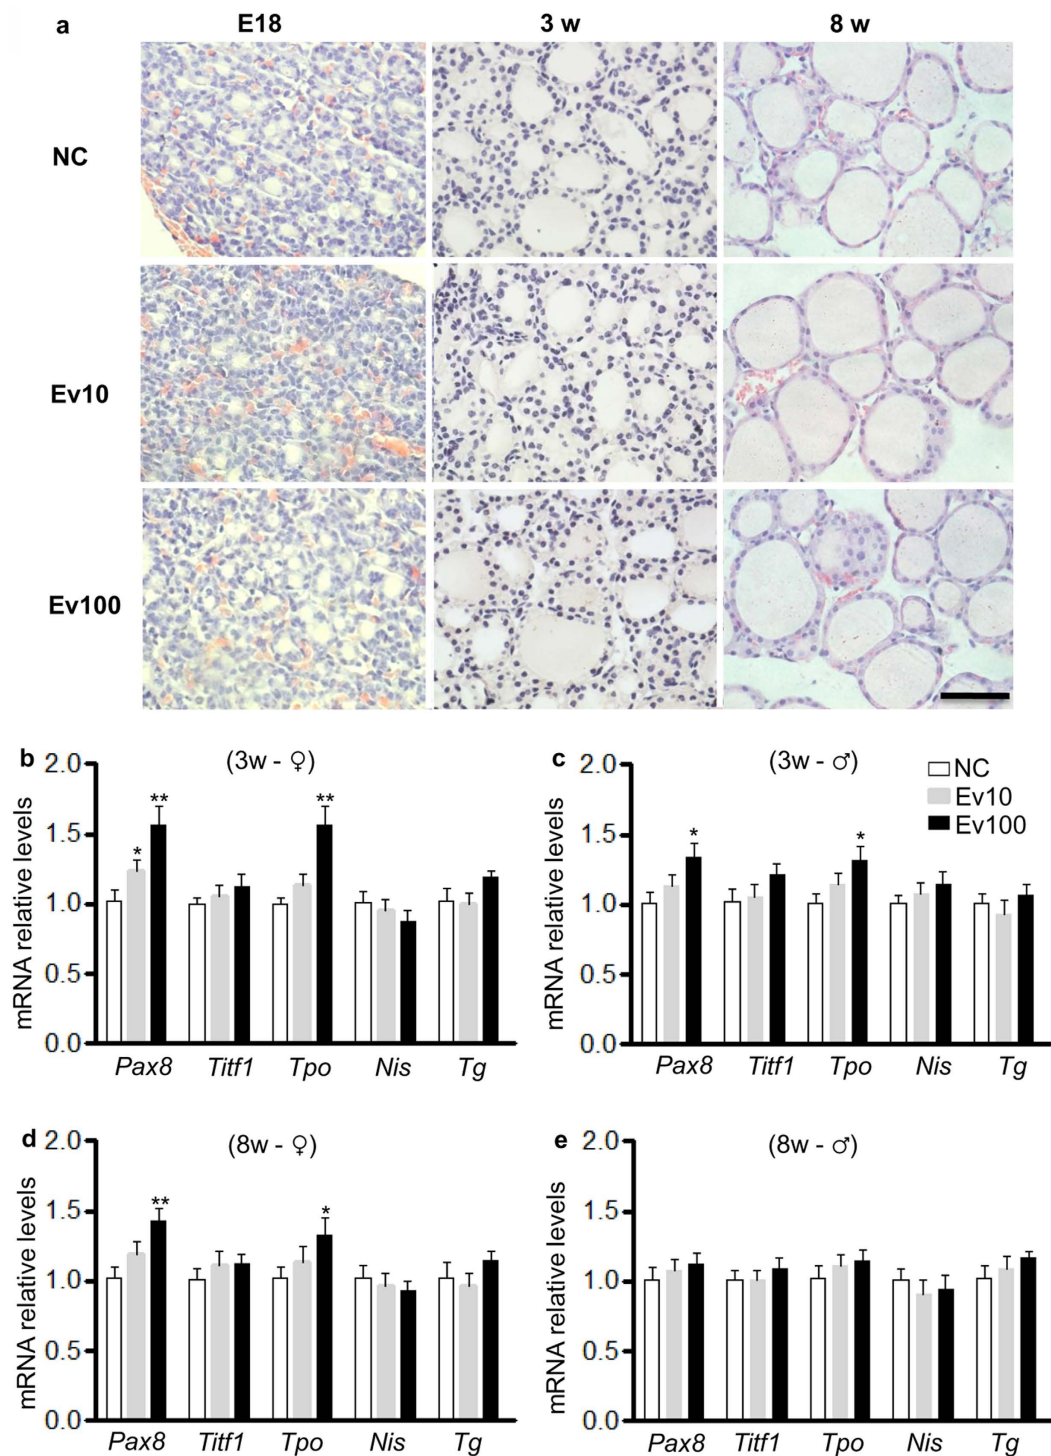 a
E18
3 w
8 w
NC
Ev10
Ev100
b
(3w - ♀)
mRNA relative levels
2.0
1.5
1.0
0.5
0.0
*
**
**
Pax8
Titf1
Tpo
Nis
Tg
c
(3w - ♂)
NC
Ev10
Ev100
mRNA relative levels
2.0
1.5
1.0
0.5
0.0
*
*
Pax8
Titf1
Tpo
Nis
Tg
d
(8w - ♀)
mRNA relative levels
2.0
1.5
1.0
0.5
0.0
**
*
Pax8
Titf1
Tpo
Nis
Tg
e
(8w - ♂)
mRNA relative levels
2.0
1.5
1.0
0.5
0.0
Pax8
Titf1
Tpo
Nis
Tg